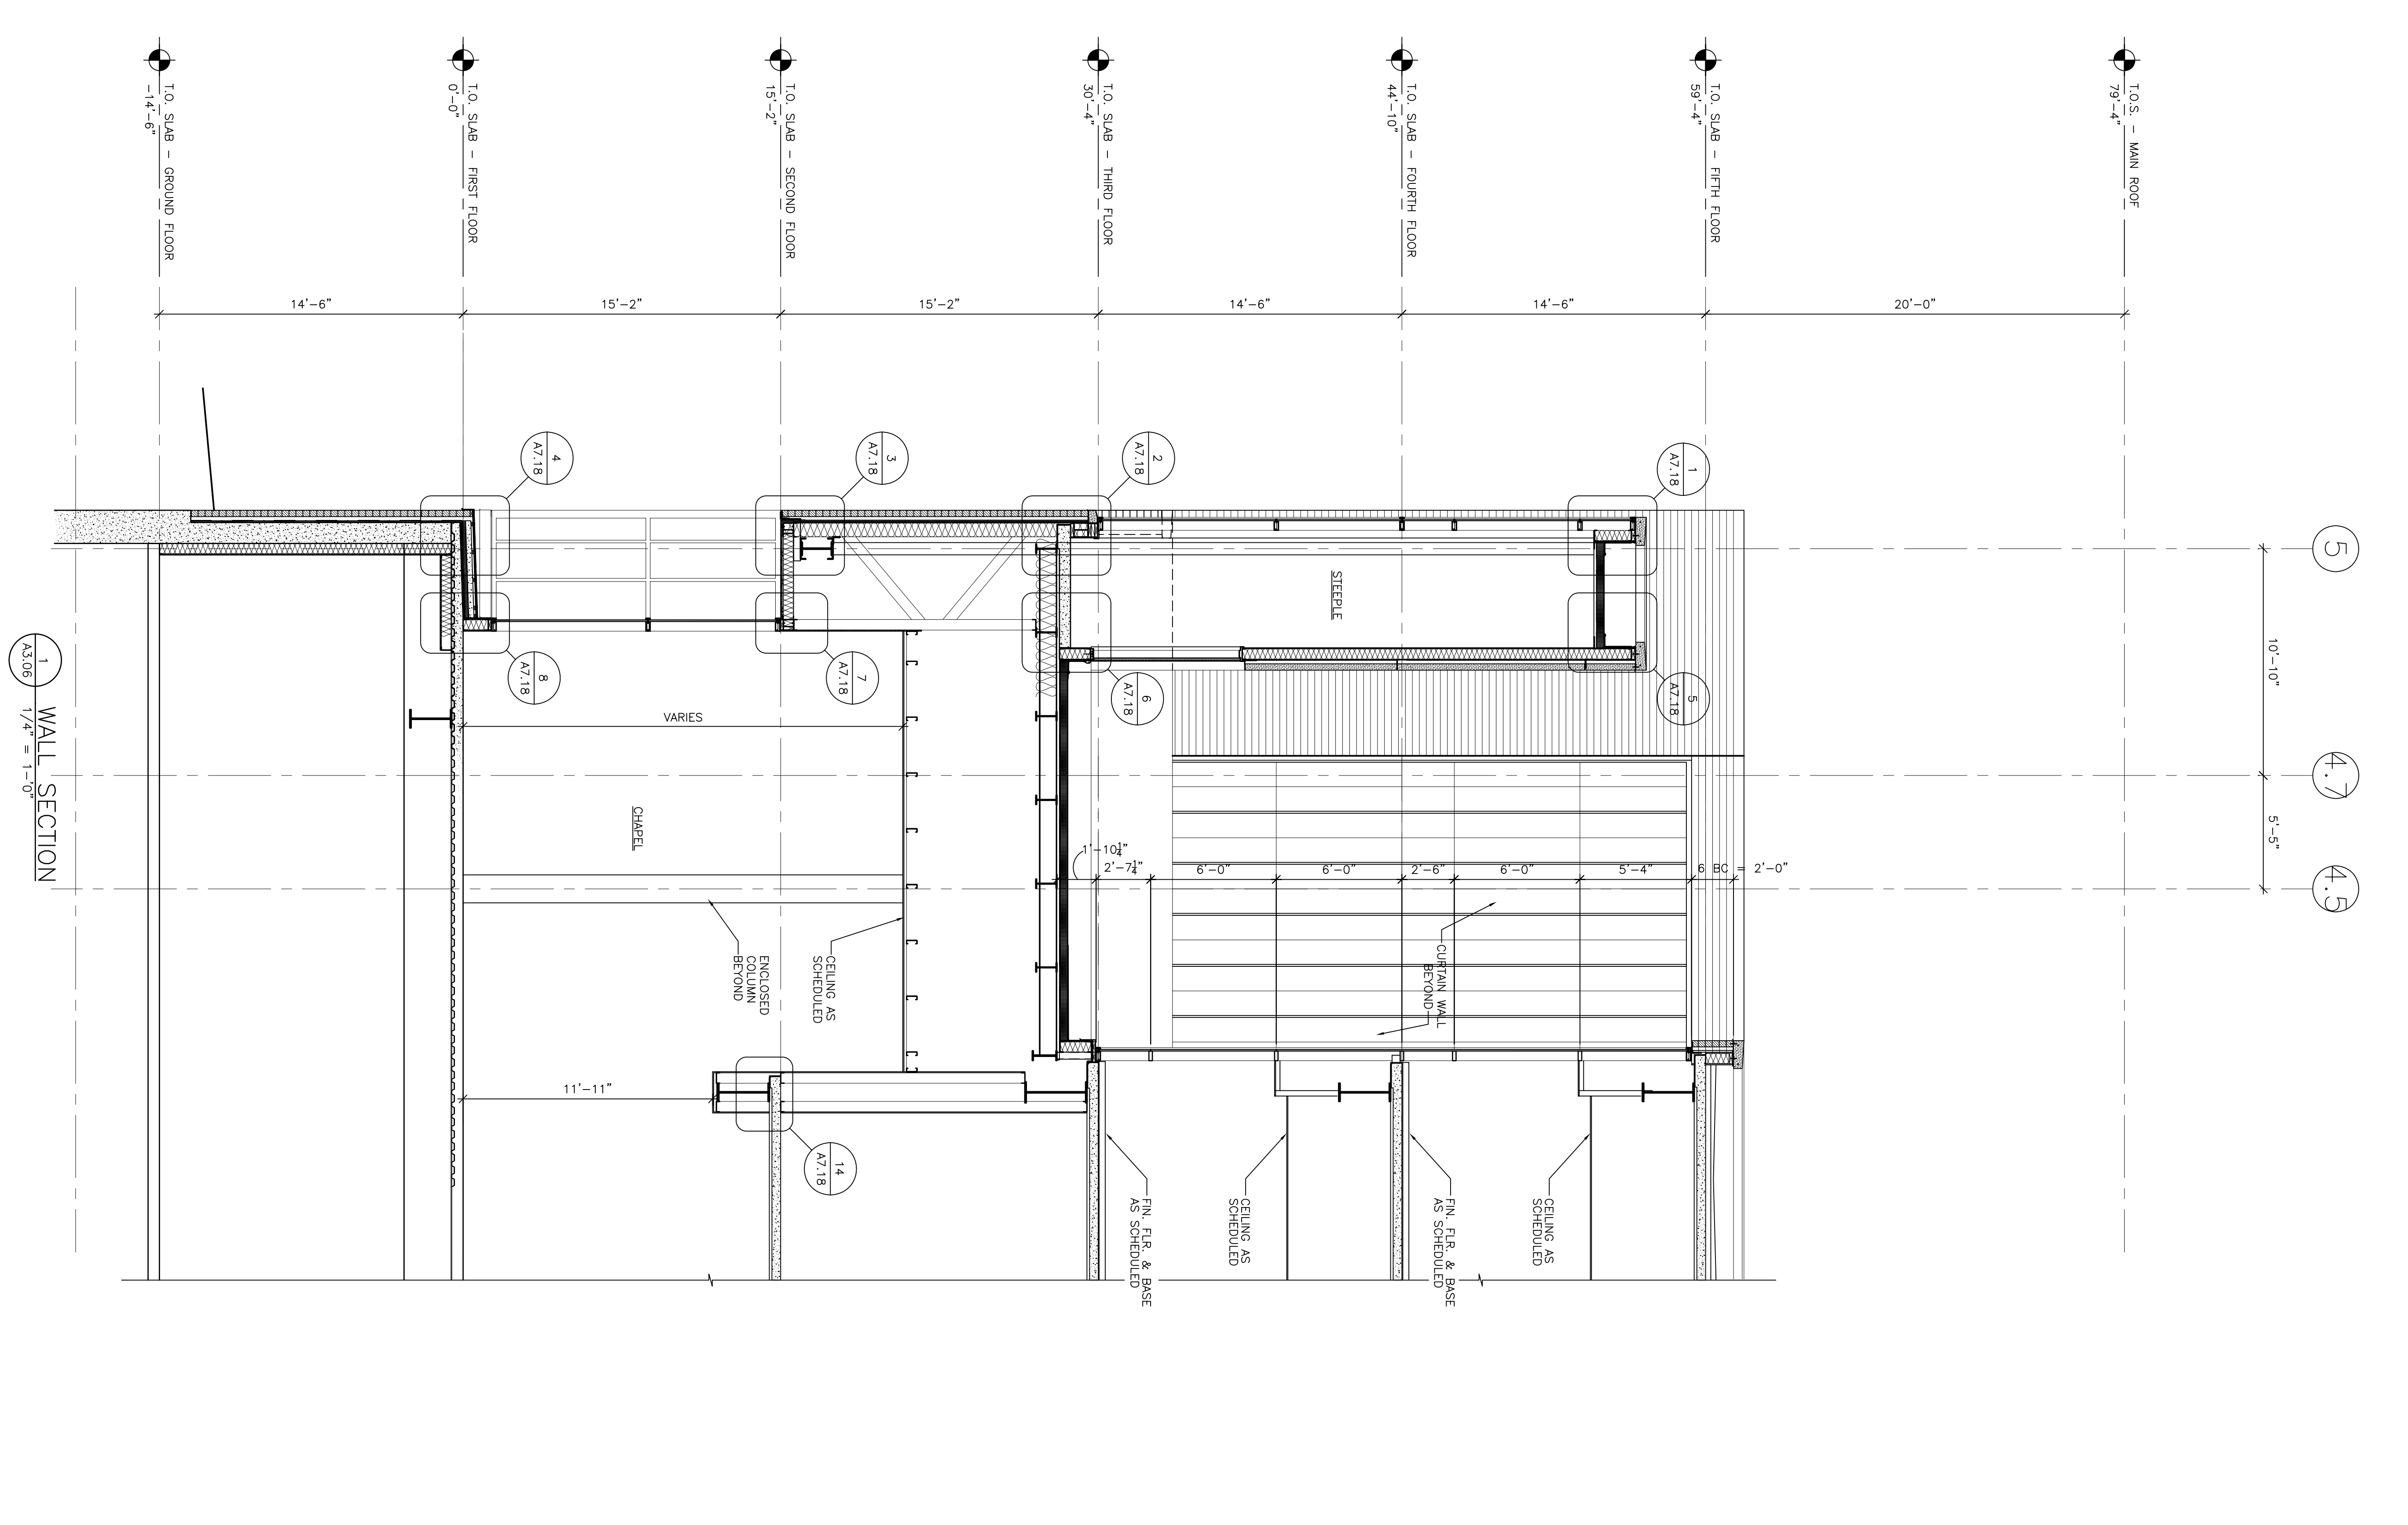 T.O. SLAB - GROUND FLOOR
-14'-6"
T.O. SLAB - FIRST FLOOR
0'-0"
T.O. SLAB - SECOND FLOOR
15'-2"
T.O. SLAB - THIRD FLOOR
30'-4"
T.O. SLAB - FOURTH FLOOR
44'-10"
T.O. SLAB - FIFTH FLOOR
59'-4"
T.O.S. - MAIN ROOF
79'-4"
14'-6"
15'-2"
15'-2"
14'-6"
14'-6"
20'-0"
4
A7.18
3
A7.18
2
A7.18
1
A7.18
5
10'-10"
4.7
5'-5"
4.5
STEEPLE
8
A7.18
7
A7.18
6
A7.18
5
A7.18
VARIES
CHAPEL
1'-10 1/4"
2'-7 1/4"
6'-0"
6'-0"
2'-6"
6'-0"
5'-4"
6 BC = 2'-0"
ENCLOSED
COLUMN
BEYOND
CEILING AS
SCHEDULED
CURTAIN WALL
BEYOND
11'-11"
14
A7.18
FIN. FLR. & BASE
AS SCHEDULED
CEILING AS
SCHEDULED
FIN. FLR. & BASE
AS SCHEDULED
CEILING AS
SCHEDULED
1
A3.06
WALL SECTION
1/4" = 1-'0"